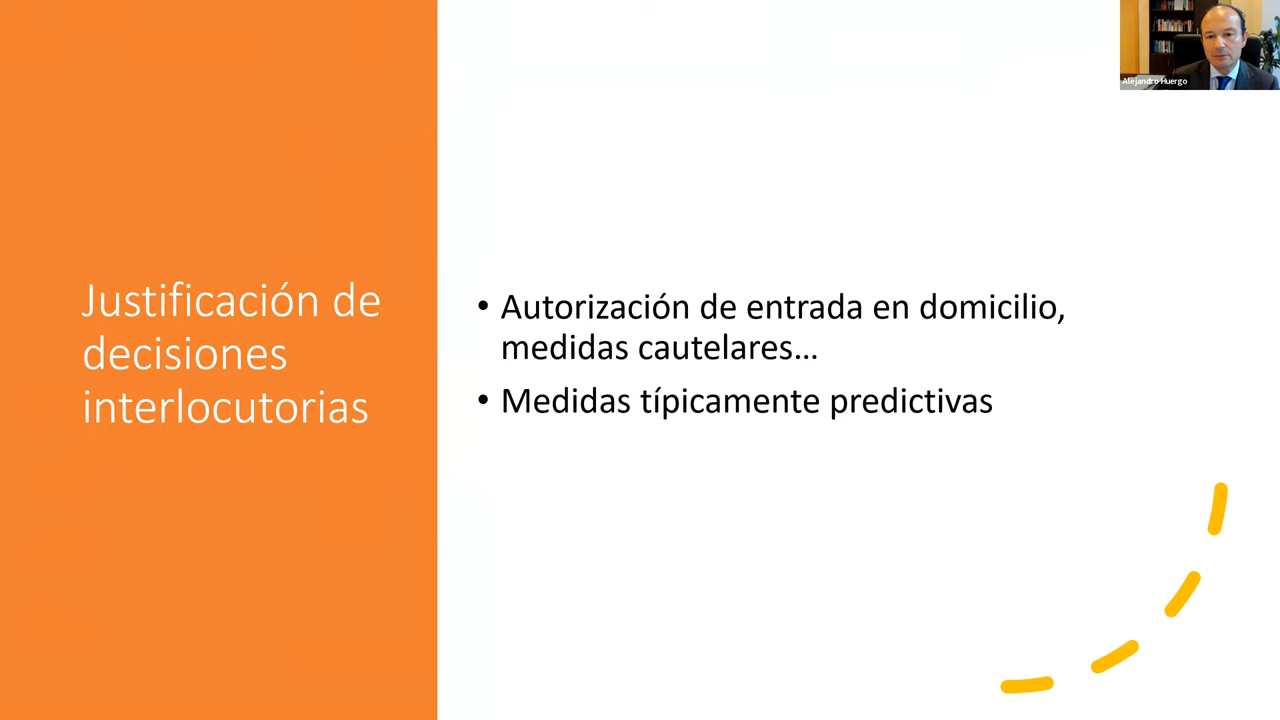 Alejandro Huergo
Justificación de
decisiones
interlocutorias
• Autorización de entrada en domicilio,
medidas cautelares…
• Medidas típicamente predictivas